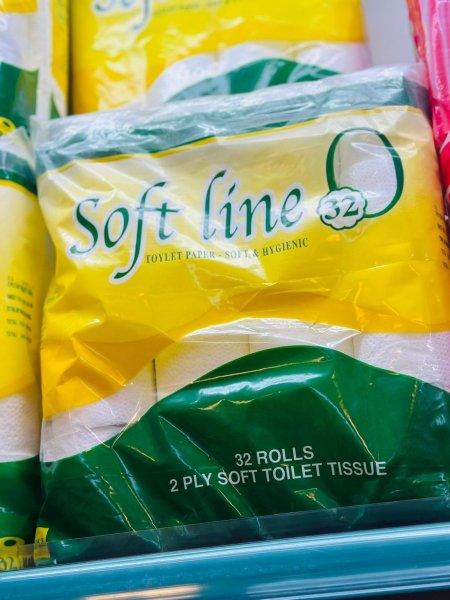 Soft line
32
TOYLET PAPER - SOFT & HYGIENIC
32 ROLLS
2 PLY SOFT TOILET TISSUE